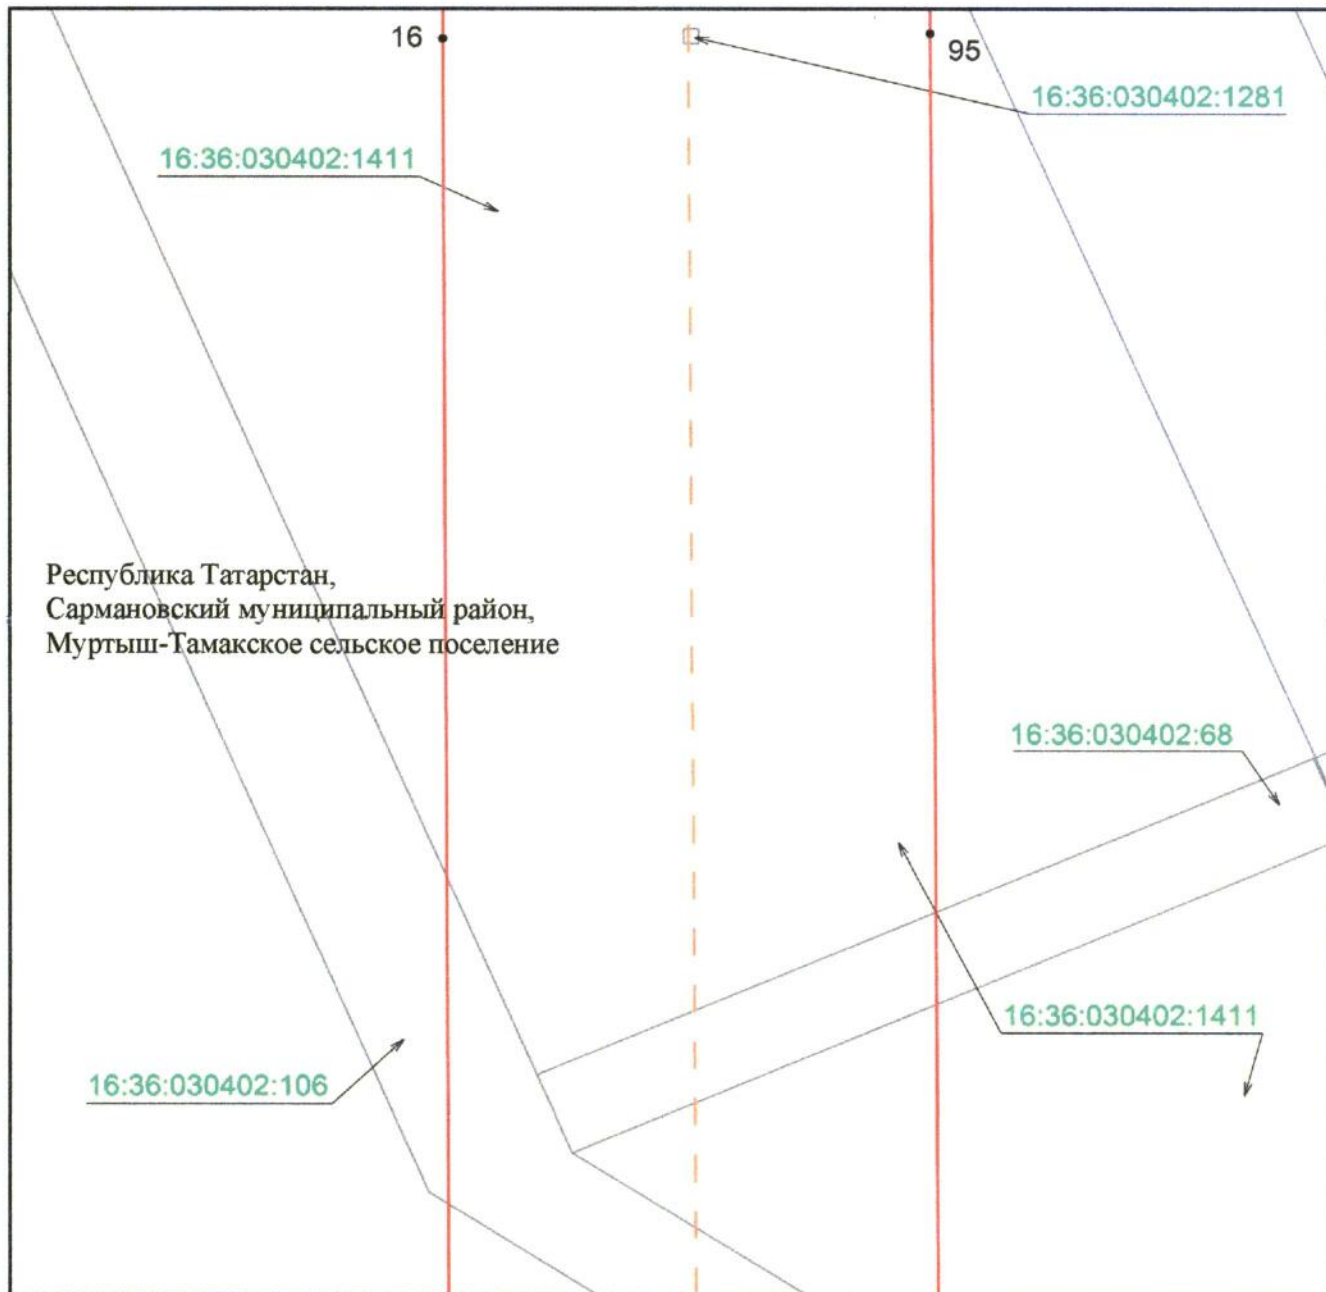 16
95
16:36:030402:1281
16:36:030402:1411
Республика Татарстан,
Сармановский муниципальный район,
Муртыш-Тамакское сельское поселение
16:36:030402:68
16:36:030402:1411
16:36:030402:106